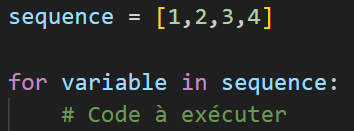 sequence = [1,2,3,4]
for variable in sequence:
    # Code à exécuter